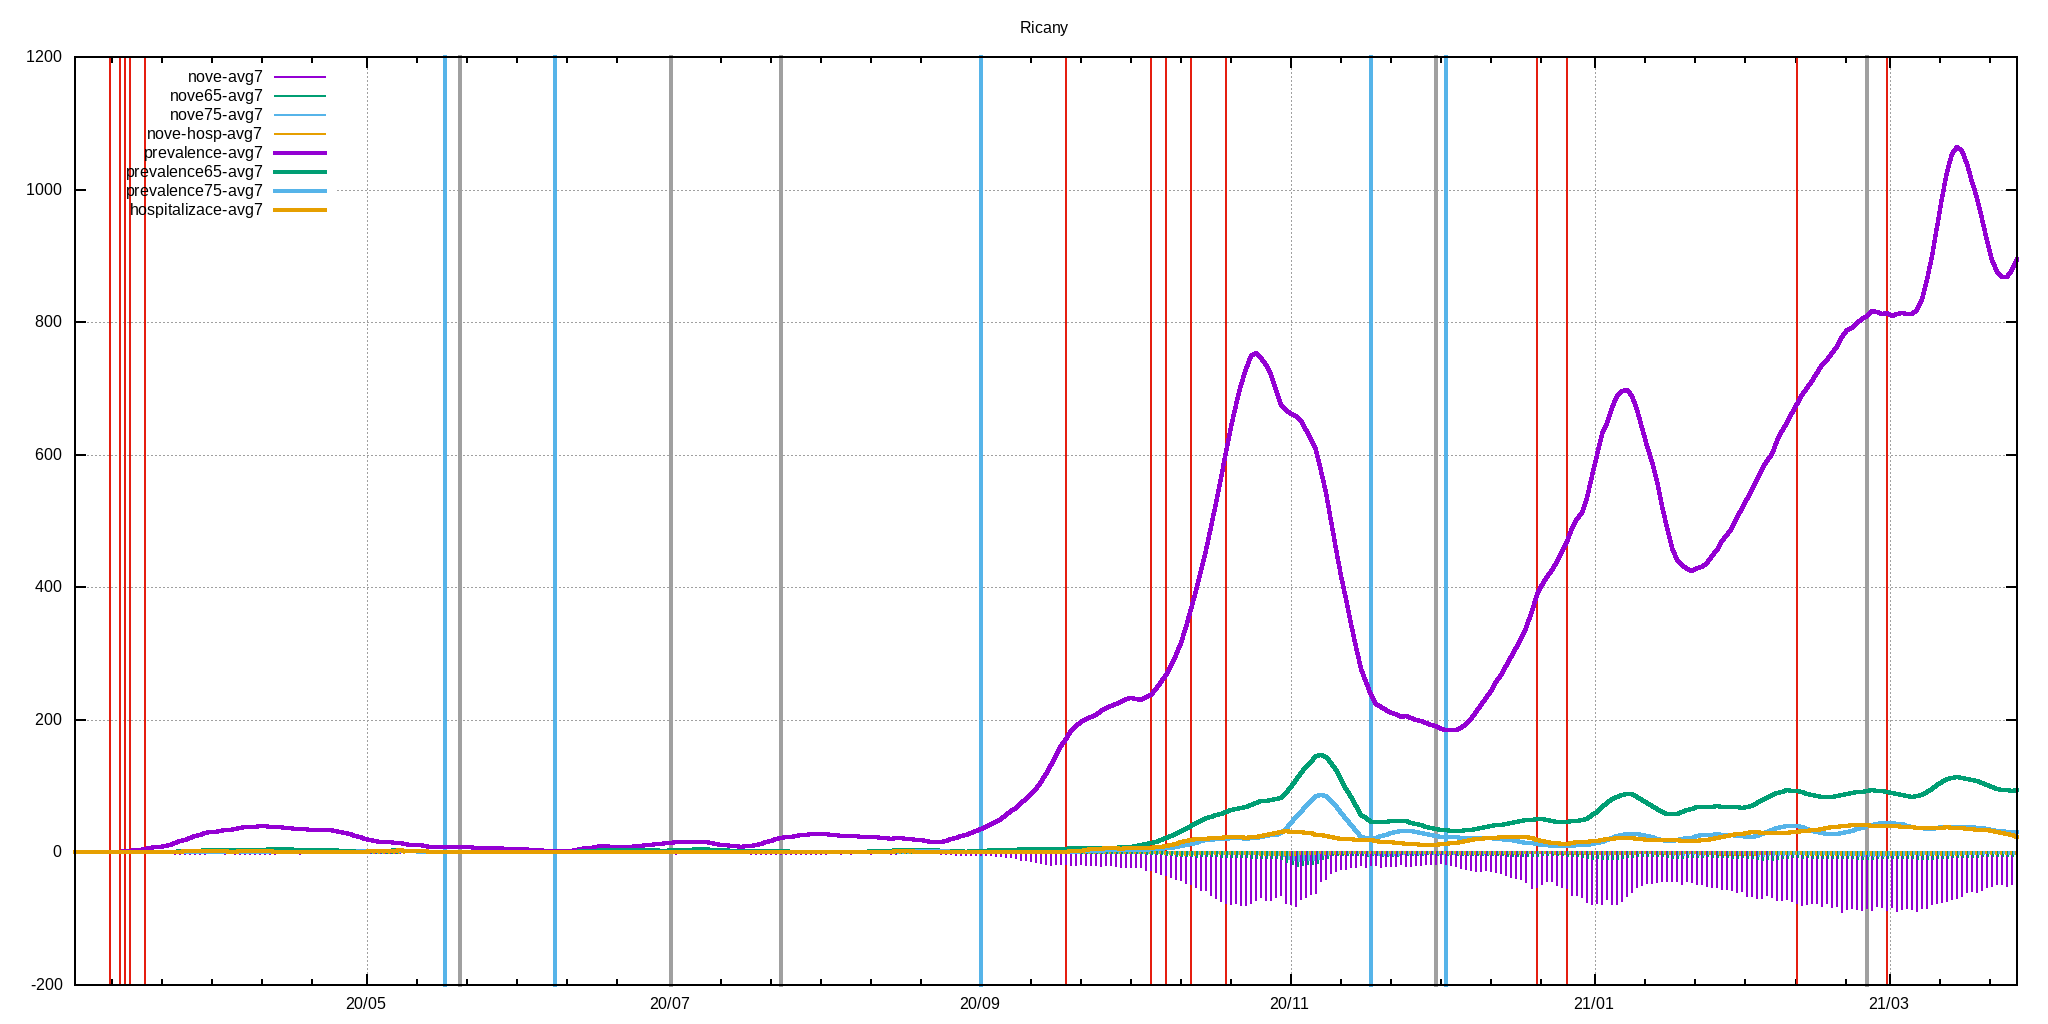 Ricany
1200
nove-avg7
nove65-avg7
nove75-avg7
nove-hosp-avg7
prevalence-avg7
prevalence65-avg7
prevalence75-avg7
hospitalizace-avg7
1000
800
600
400
200
0
-200
20/05 20/07 20/09 20/11 21/01 21/03